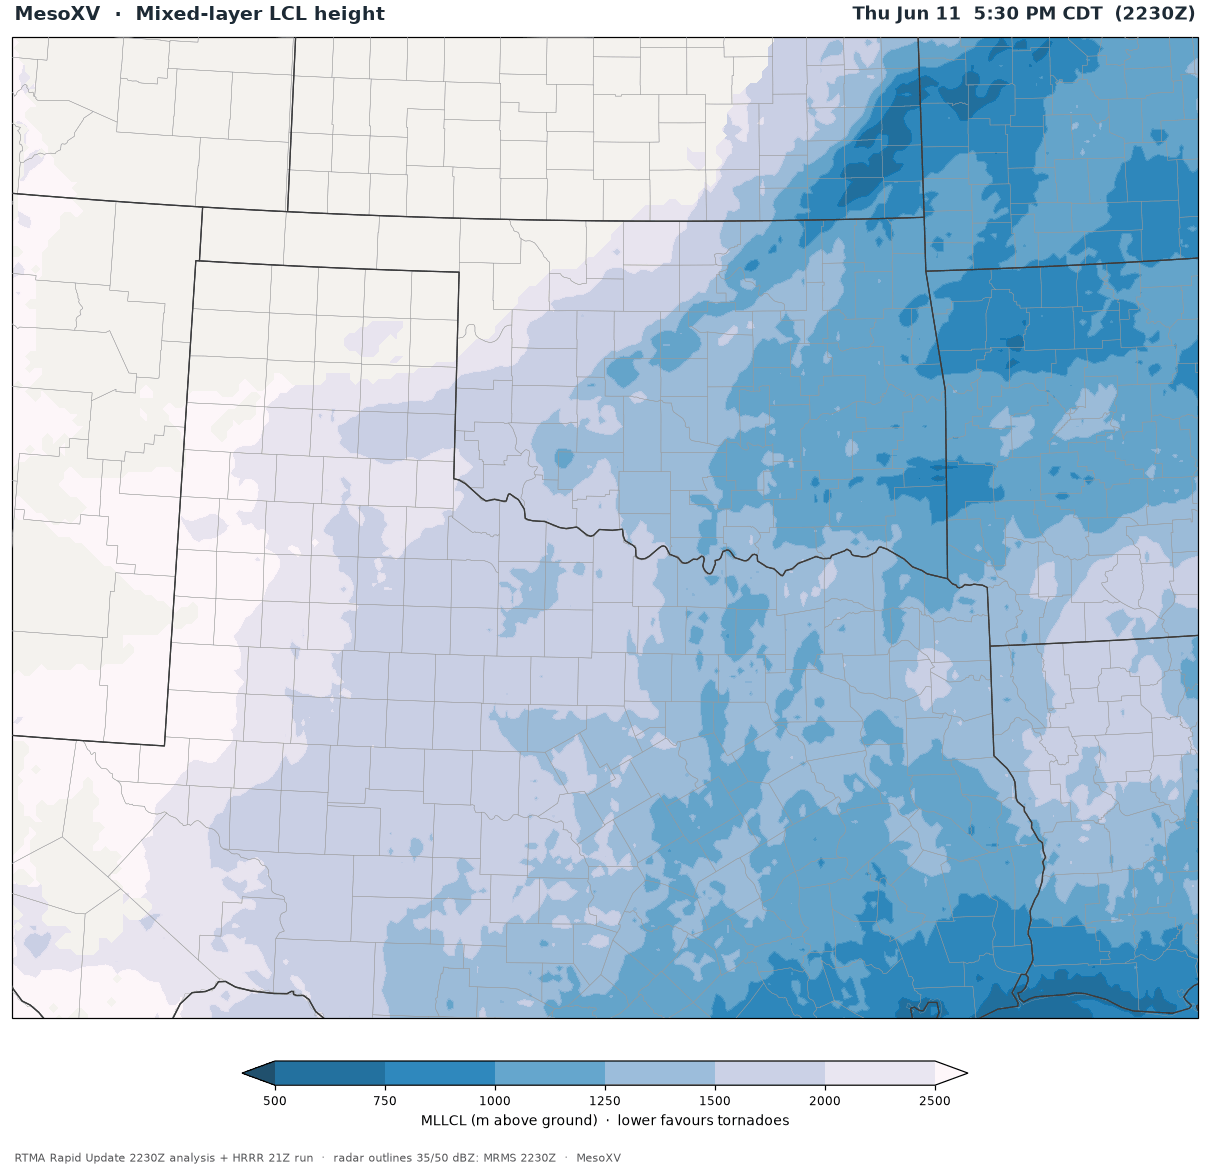 MesoXV · Mixed-layer LCL height
Thu Jun 11 5:30 PM CDT (2230Z)
500 750 1000 1250 1500 2000 2500
MLLCL (m above ground) · lower favours tornadoes
RTMA Rapid Update 2230Z analysis + HRRR 21Z run · radar outlines 35/50 dBZ: MRMS 2230Z · MesoXV